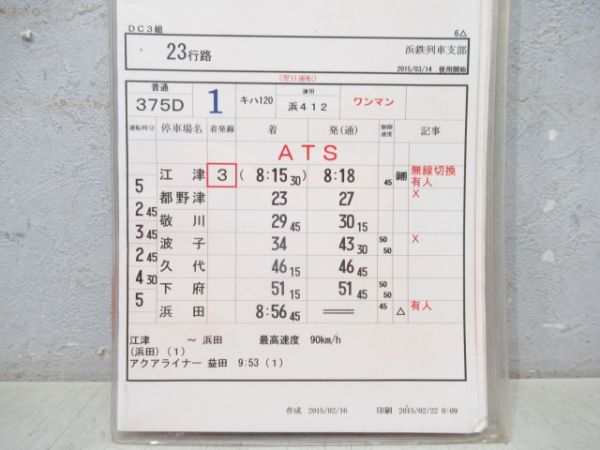 DC3組 6△
23行路 浜鉄列車支部
2015/03/14 使用開始
(翌日運転)
普通 運用
375D 1 キハ120 浜412 ワンマン
運転時分 停車場名 着発線 着 発(通) 制限速度 記事
ATS
江津 3 ( 8:15 30 ) 8:18 45 無線切換
有人
5
都野津 23 27 X
2 45
敬川 29 45 30 15
3 45
波子 34 43 30 50 50 X
2 45
久代 46 15 46 45
4 30
下府 51 15 51 45 50 50
5
浜田 8:56 45 == 45 △ 有人
江津 ～ 浜田 最高速度 90km/h
(浜田)(1)
アクアライナー 益田 9:53 (1)
作成 2015/02/16 印刷 2015/02/22 0:09